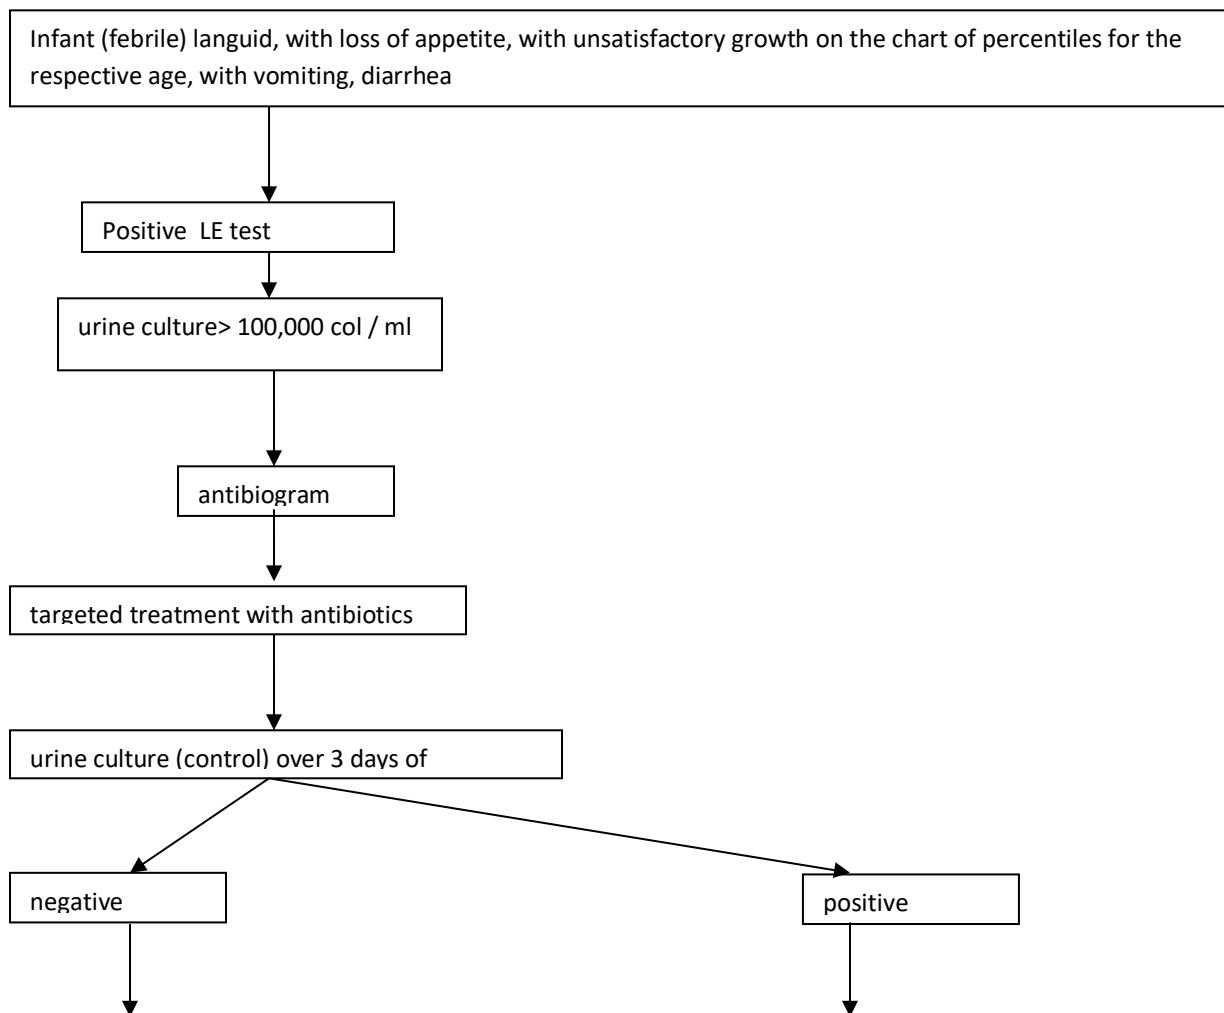 Infant (febrile) languid, with loss of appetite, with unsatisfactory growth on the chart of percentiles for the
respective age, with vomiting, diarrhea
Positive LE test
urine culture> 100,000 col / ml
antibiogram
targeted treatment with antibiotics
urine culture (control) over 3 days of
negative
positive